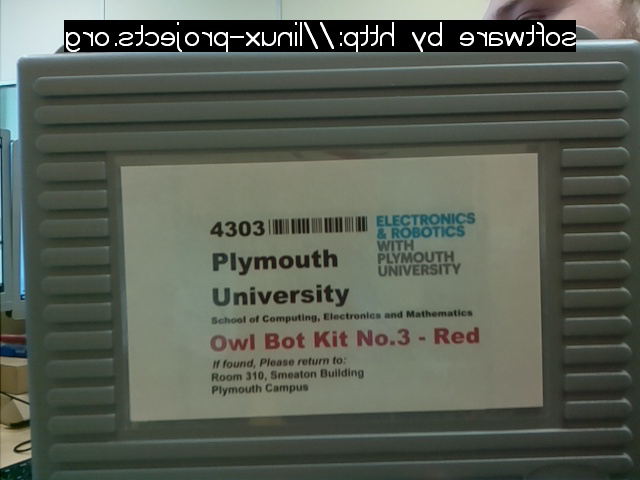 software by http://linux-projects.org
4303
ELECTRONICS
& ROBOTICS
WITH
PLYMOUTH
UNIVERSITY
Plymouth
University
School of Computing, Electronics and Mathematics
Owl Bot Kit No.3 - Red
If found, Please return to:
Room 310, Smeaton Building
Plymouth Campus